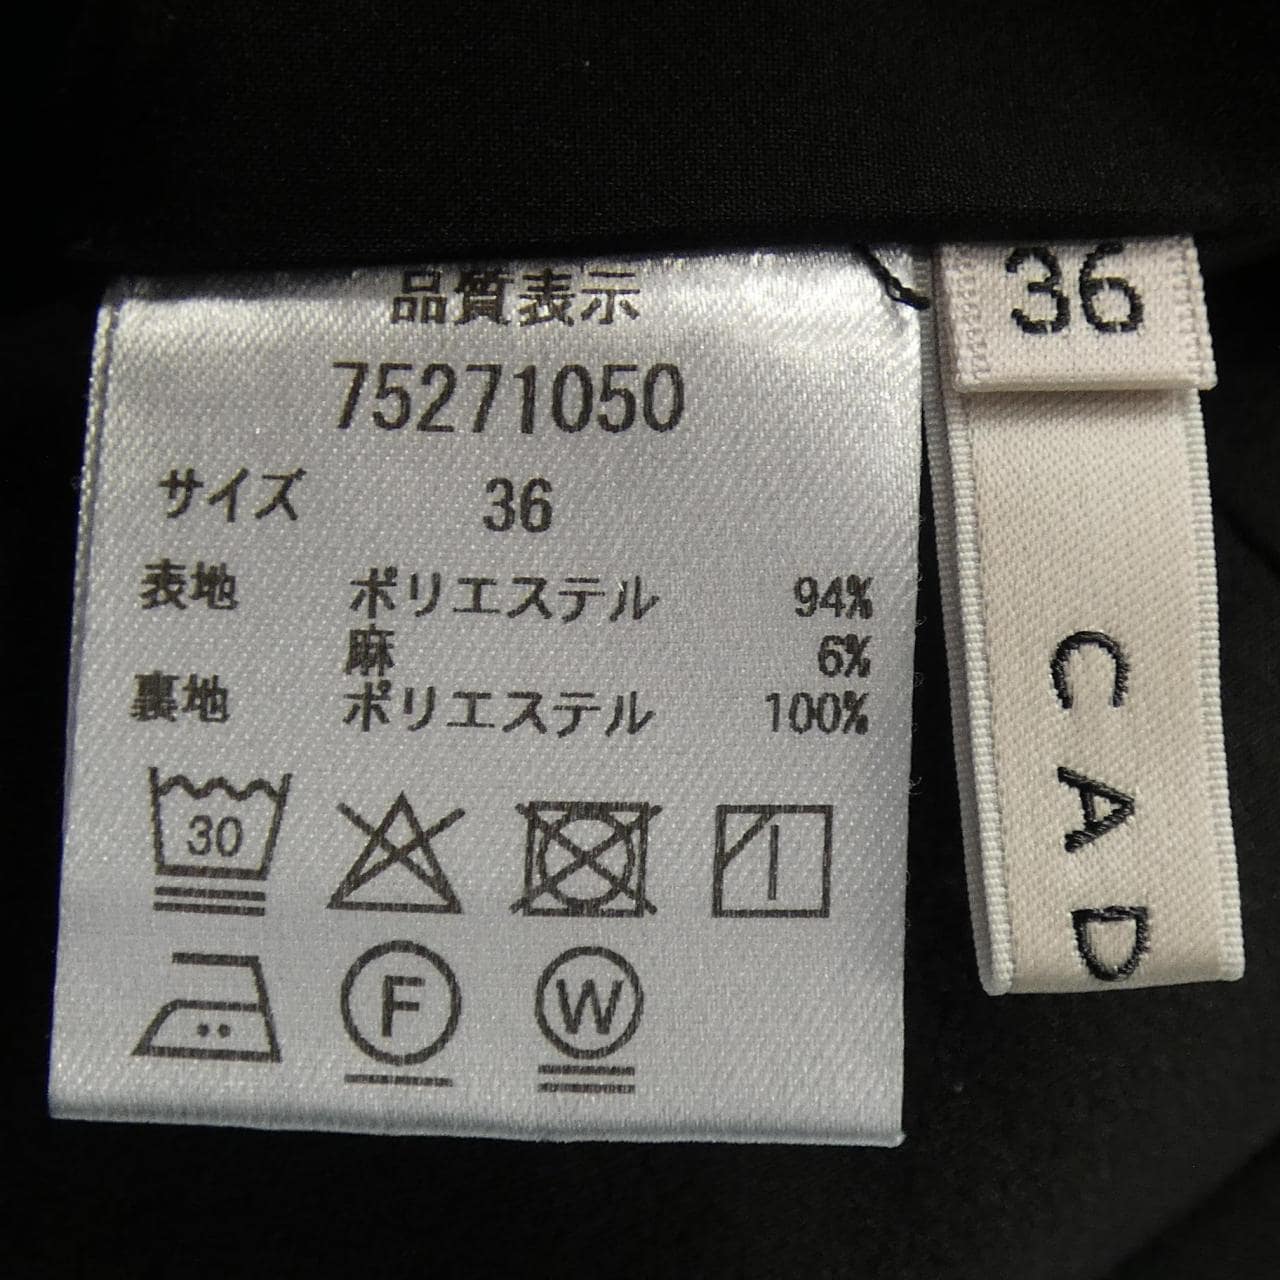 品質表示
75271050
サイズ 36
表地 ポリエステル 94%
麻 6%
裏地 ポリエステル 100%
30
F
W
36
CAD